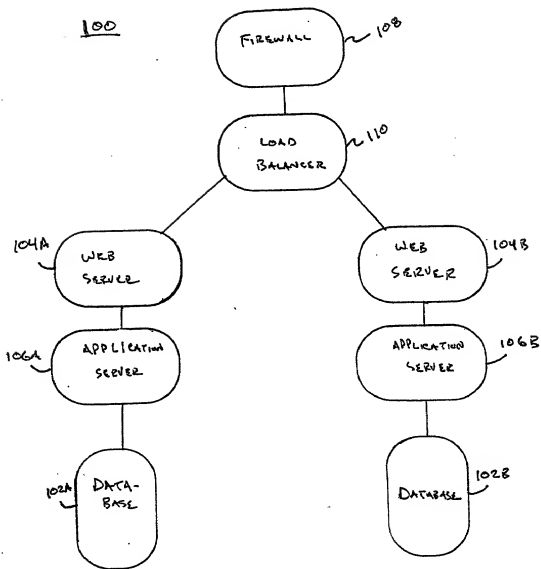 100
FIREWALL
108
LOAD
BALANCER
110
104A
WEB
SERVER
WEB
SERVER
104B
106A
APPLICATION
SERVER
APPLICATION
SERVER
106B
102A
DATA-
BASE
DATABASE
102B